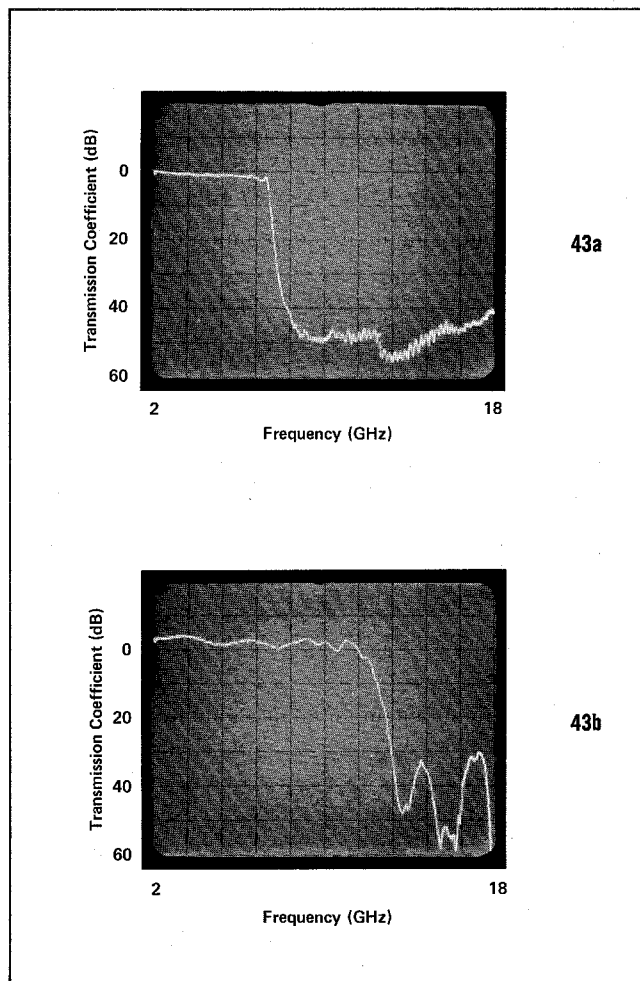 Transmission Coefficient (dB)
0
20
40
60
2
18
Frequency (GHz)
43a
Transmission Coefficient (dB)
0
20
40
60
2
18
Frequency (GHz)
43b